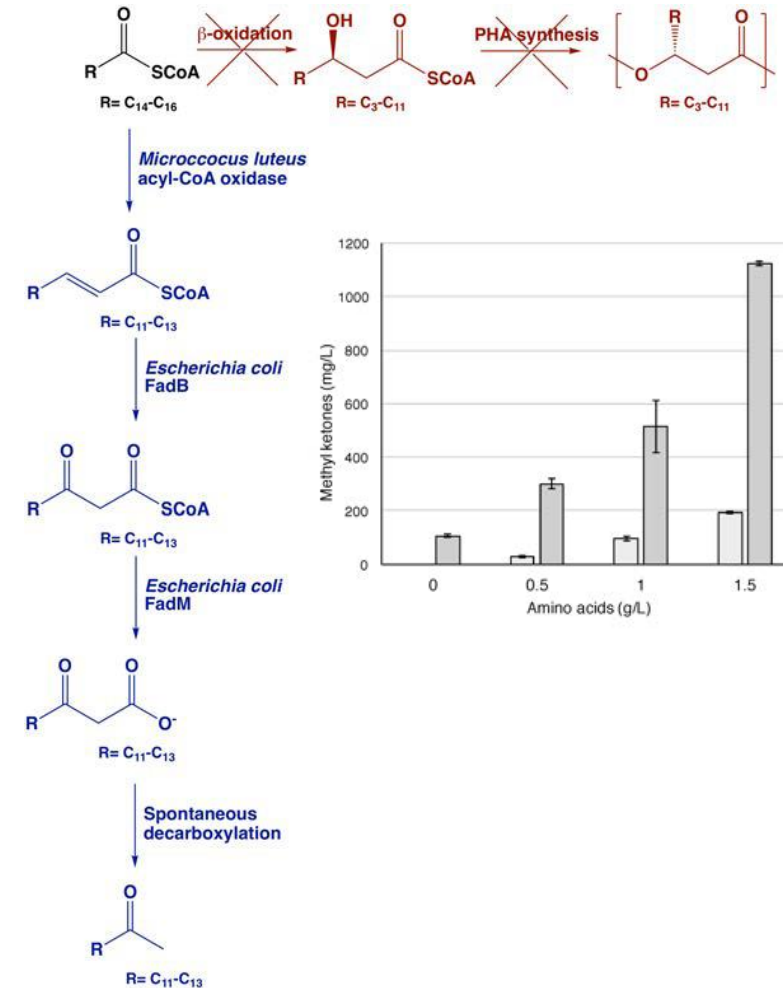 O
R
SCoA
R= C₁₄-C₁₆
β-oxidation
OH
O
R
SCoA
R= C₃-C₁₁
PHA synthesis
R
O
O
R= C₃-C₁₁
Microccocus luteus
acyl-CoA oxidase
O
R
SCoA
R= C₁₁-C₁₃
Escherichia coli
FadB
O
O
R
SCoA
R= C₁₁-C₁₃
Escherichia coli
FadM
O
O
R
O⁻
R= C₁₁-C₁₃
Spontaneous
decarboxylation
O
R
R= C₁₁-C₁₃
Methyl ketones (mg/L)
1200
1000
800
600
400
200
0
0
0.5
1
1.5
Amino acids (g/L)